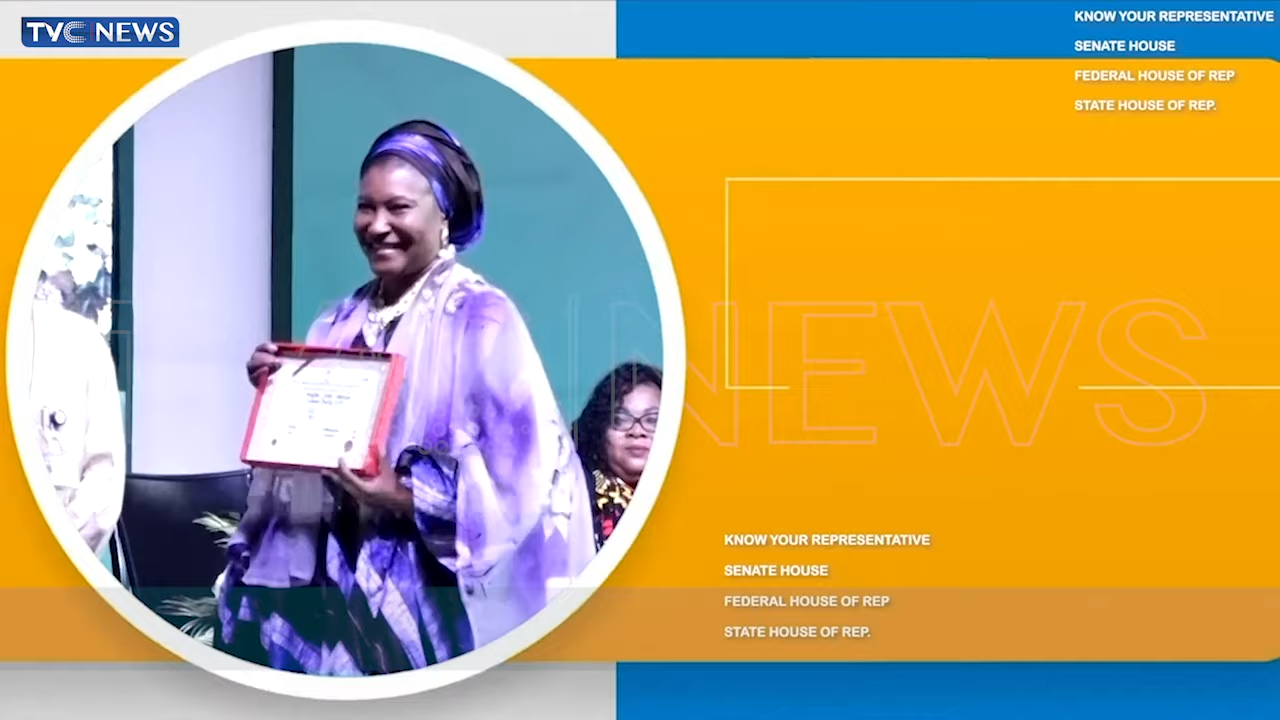 TVC NEWS
KNOW YOUR REPRESENTATIVE
SENATE HOUSE
FEDERAL HOUSE OF REP
STATE HOUSE OF REP.
NEWS
KNOW YOUR REPRESENTATIVE
SENATE HOUSE
FEDERAL HOUSE OF REP
STATE HOUSE OF REP.